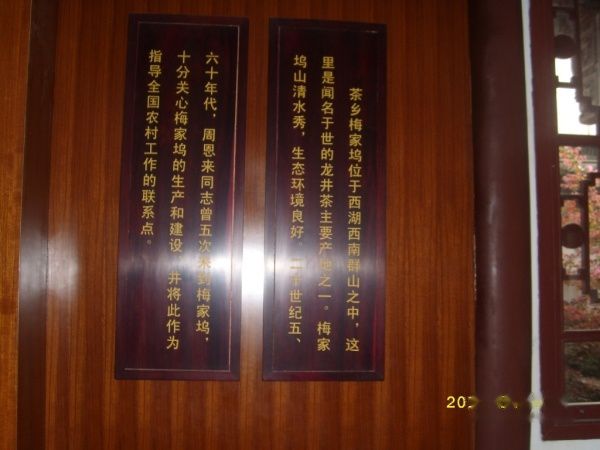 茶乡梅家坞位于西湖西南群山之中，这
里是闻名于世的龙井茶主要产地之一。梅家
坞山清水秀，生态环境良好。二十世纪五、
六十年代，周恩来同志曾五次来到梅家坞，
十分关心梅家坞的生产和建设，并将此作为
指导全国农村工作的联系点。